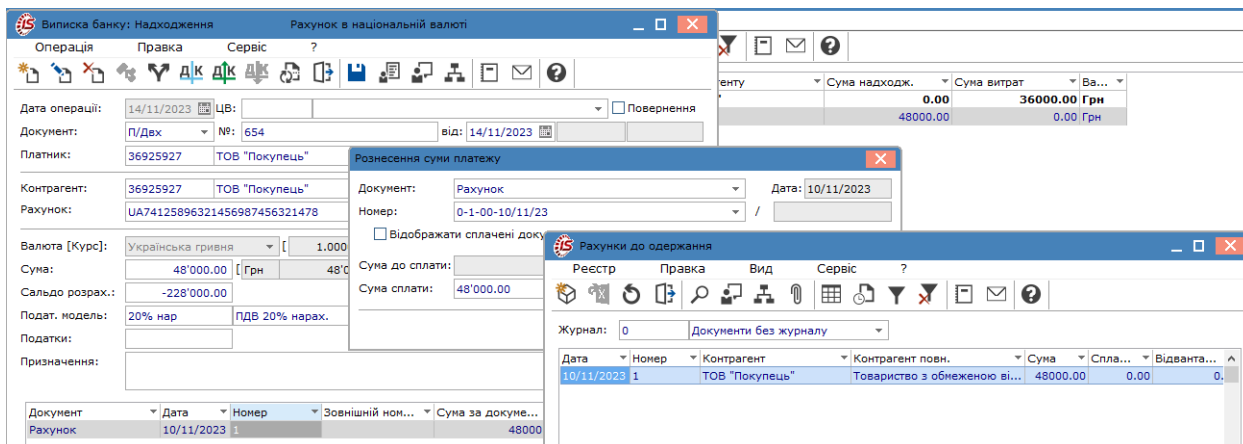 Виписка банку: Надходження Рахунок в національній валюті
Операція Правка Сервіс ?
Дата операції: 14/11/2023 ЦВ: Повернення
Документ: П/Двх №: 654 від: 14/11/2023
Платник: 36925927 ТОВ "Покупець"
Контрагент: 36925927 ТОВ "Покупець"
Рахунок: UA741258963214569874563 21478
Валюта [Курс]: Українська гривня [ 1.000
Сума: 48'000.00 [ Грн 48'0
Сальдо розрах.: -228'000.00
Подат. модель: 20% нар ПДВ 20% нарах.
Податки:
Призначення:
Документ Дата Номер Зовнішній ном... Сума за докуме...
Рахунок 10/11/2023 1 48000
енту Сума надходж. Сума витрат Ва...
" 0.00 36000.00 Грн
48000.00 0.00 Грн
Рознесення суми платежу
Документ: Рахунок Дата: 10/11/2023
Номер: 0-1-00-10/11/23 /
Відображати сплачені доку
Сума до сплати:
Сума сплати: 48'000.00
Рахунки до одержання
Реєстр Правка Вид Сервіс ?
Журнал: 0 Документи без журналу
Дата Номер Контрагент Контрагент повн. Сума Спла... Відванта...
10/11/2023 1 ТОВ "Покупець" Товариство з обмеженою ві... 48000.00 0.00 0.